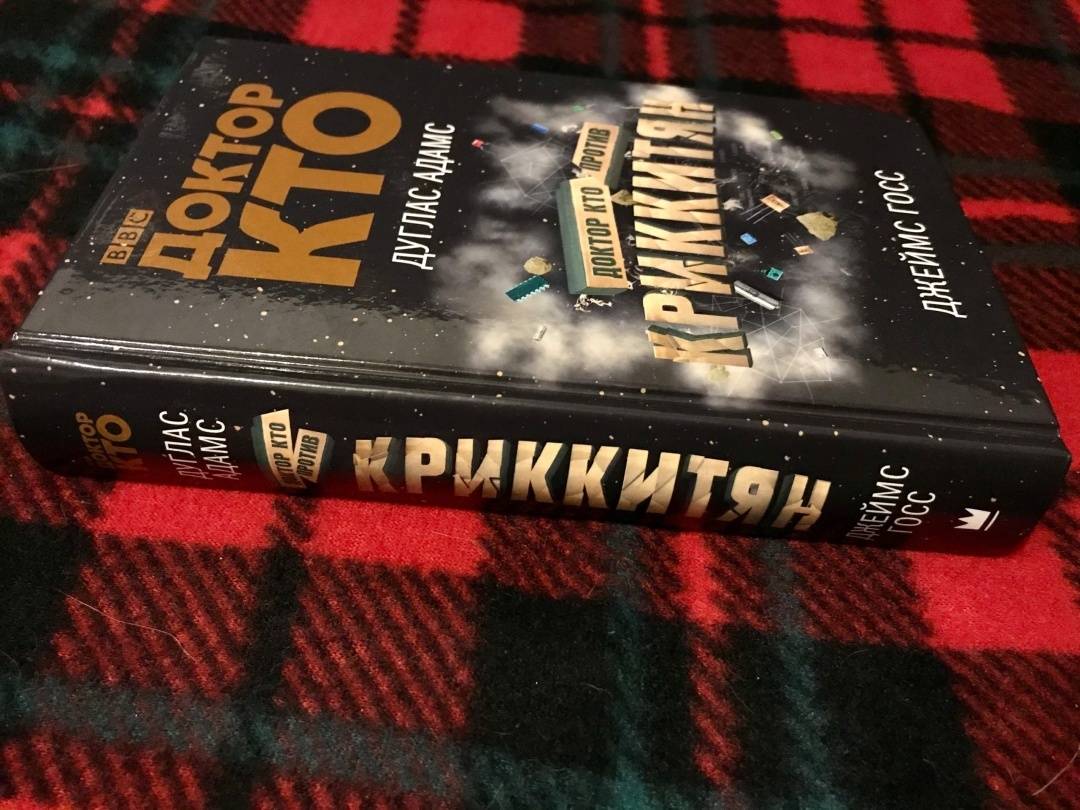 BBC
ДОКТОР
КТО
ДУГЛАС АДАМС
ДОКТОР КТО
ПРОТИВ
КРИККИТЯН
ДЖЕЙМС ГОСС
ДОКТОР
КТО
ДУГЛАС
АДАМС
ДОКТОР КТО
ПРОТИВ
КРИККИТЯН
ДЖЕЙМС
ГОСС